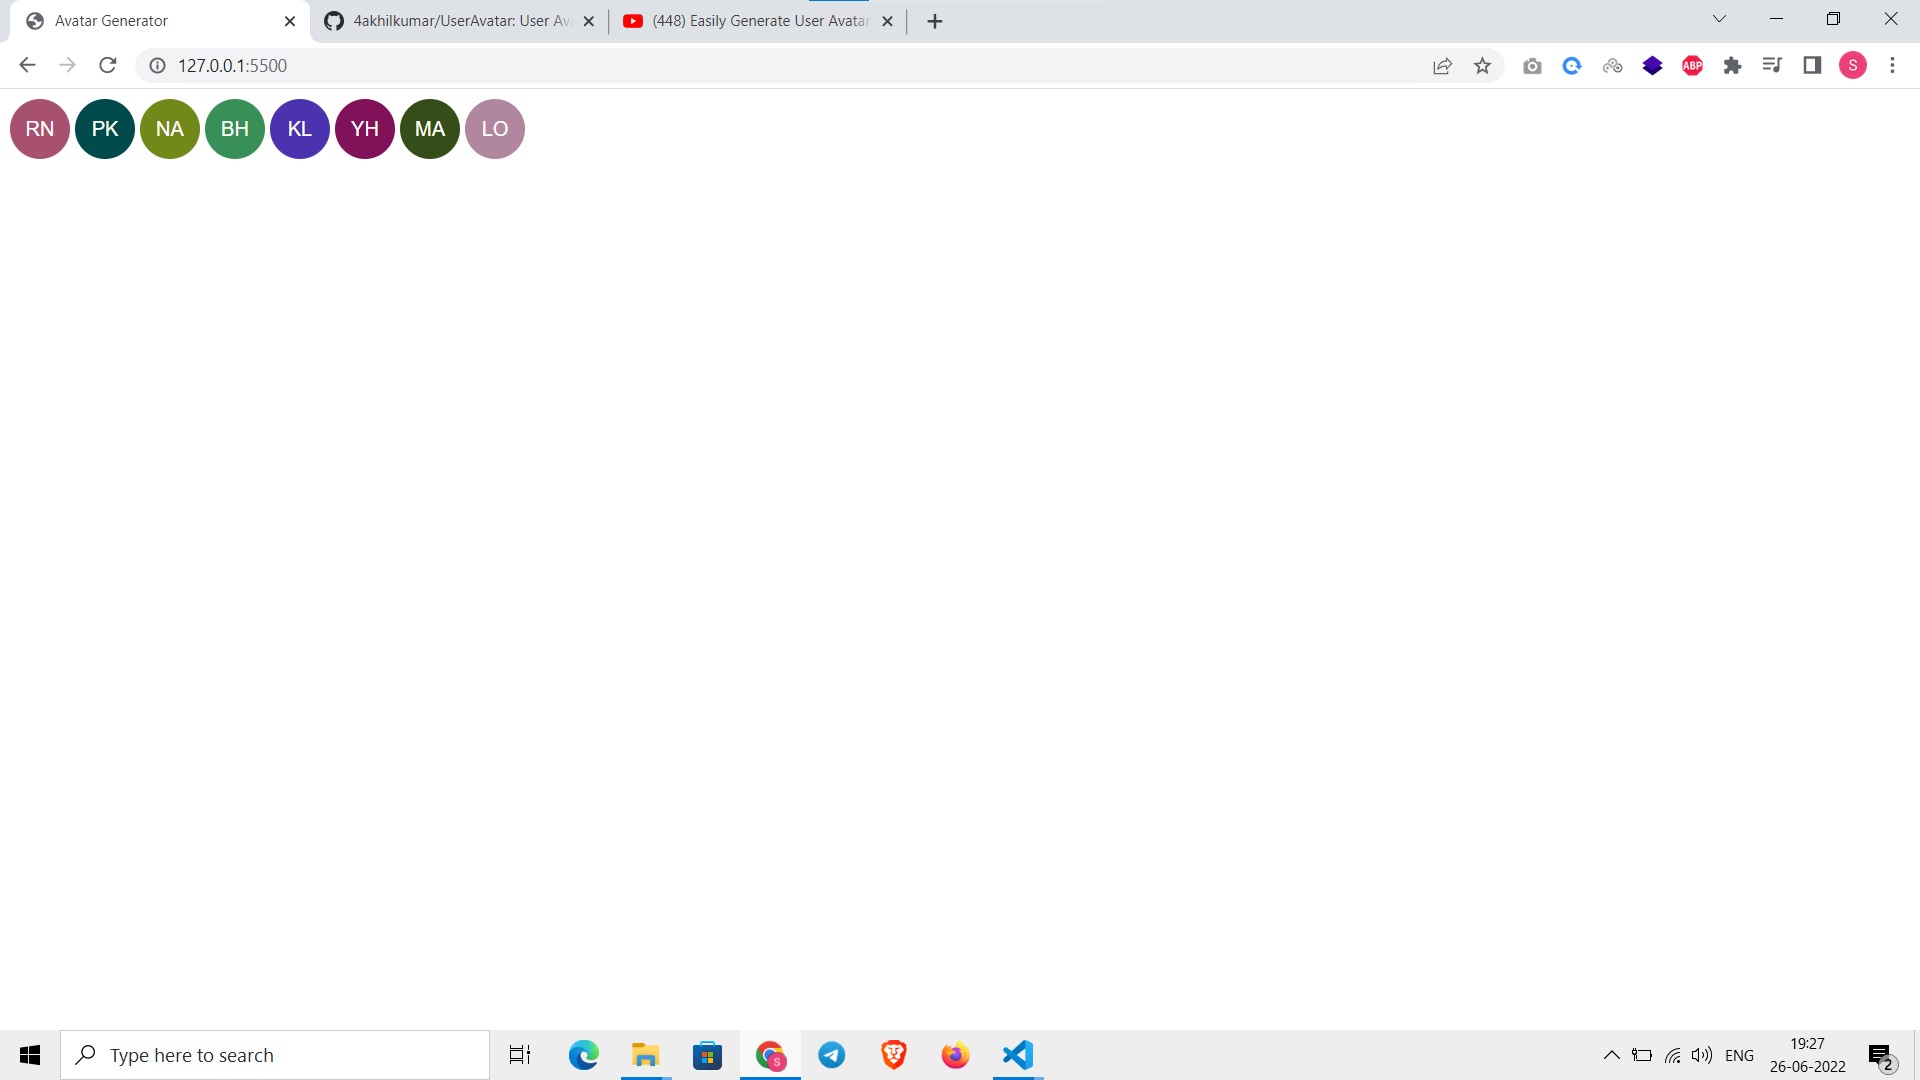 Avatar Generator
4akhilkumar/UserAvatar: User Av
(448) Easily Generate User Avatar
127.0.0.1:5500
ABP
S
RN PK NA BH KL YH MA LO
Type here to search
S
ENG
19:27
26-06-2022
2